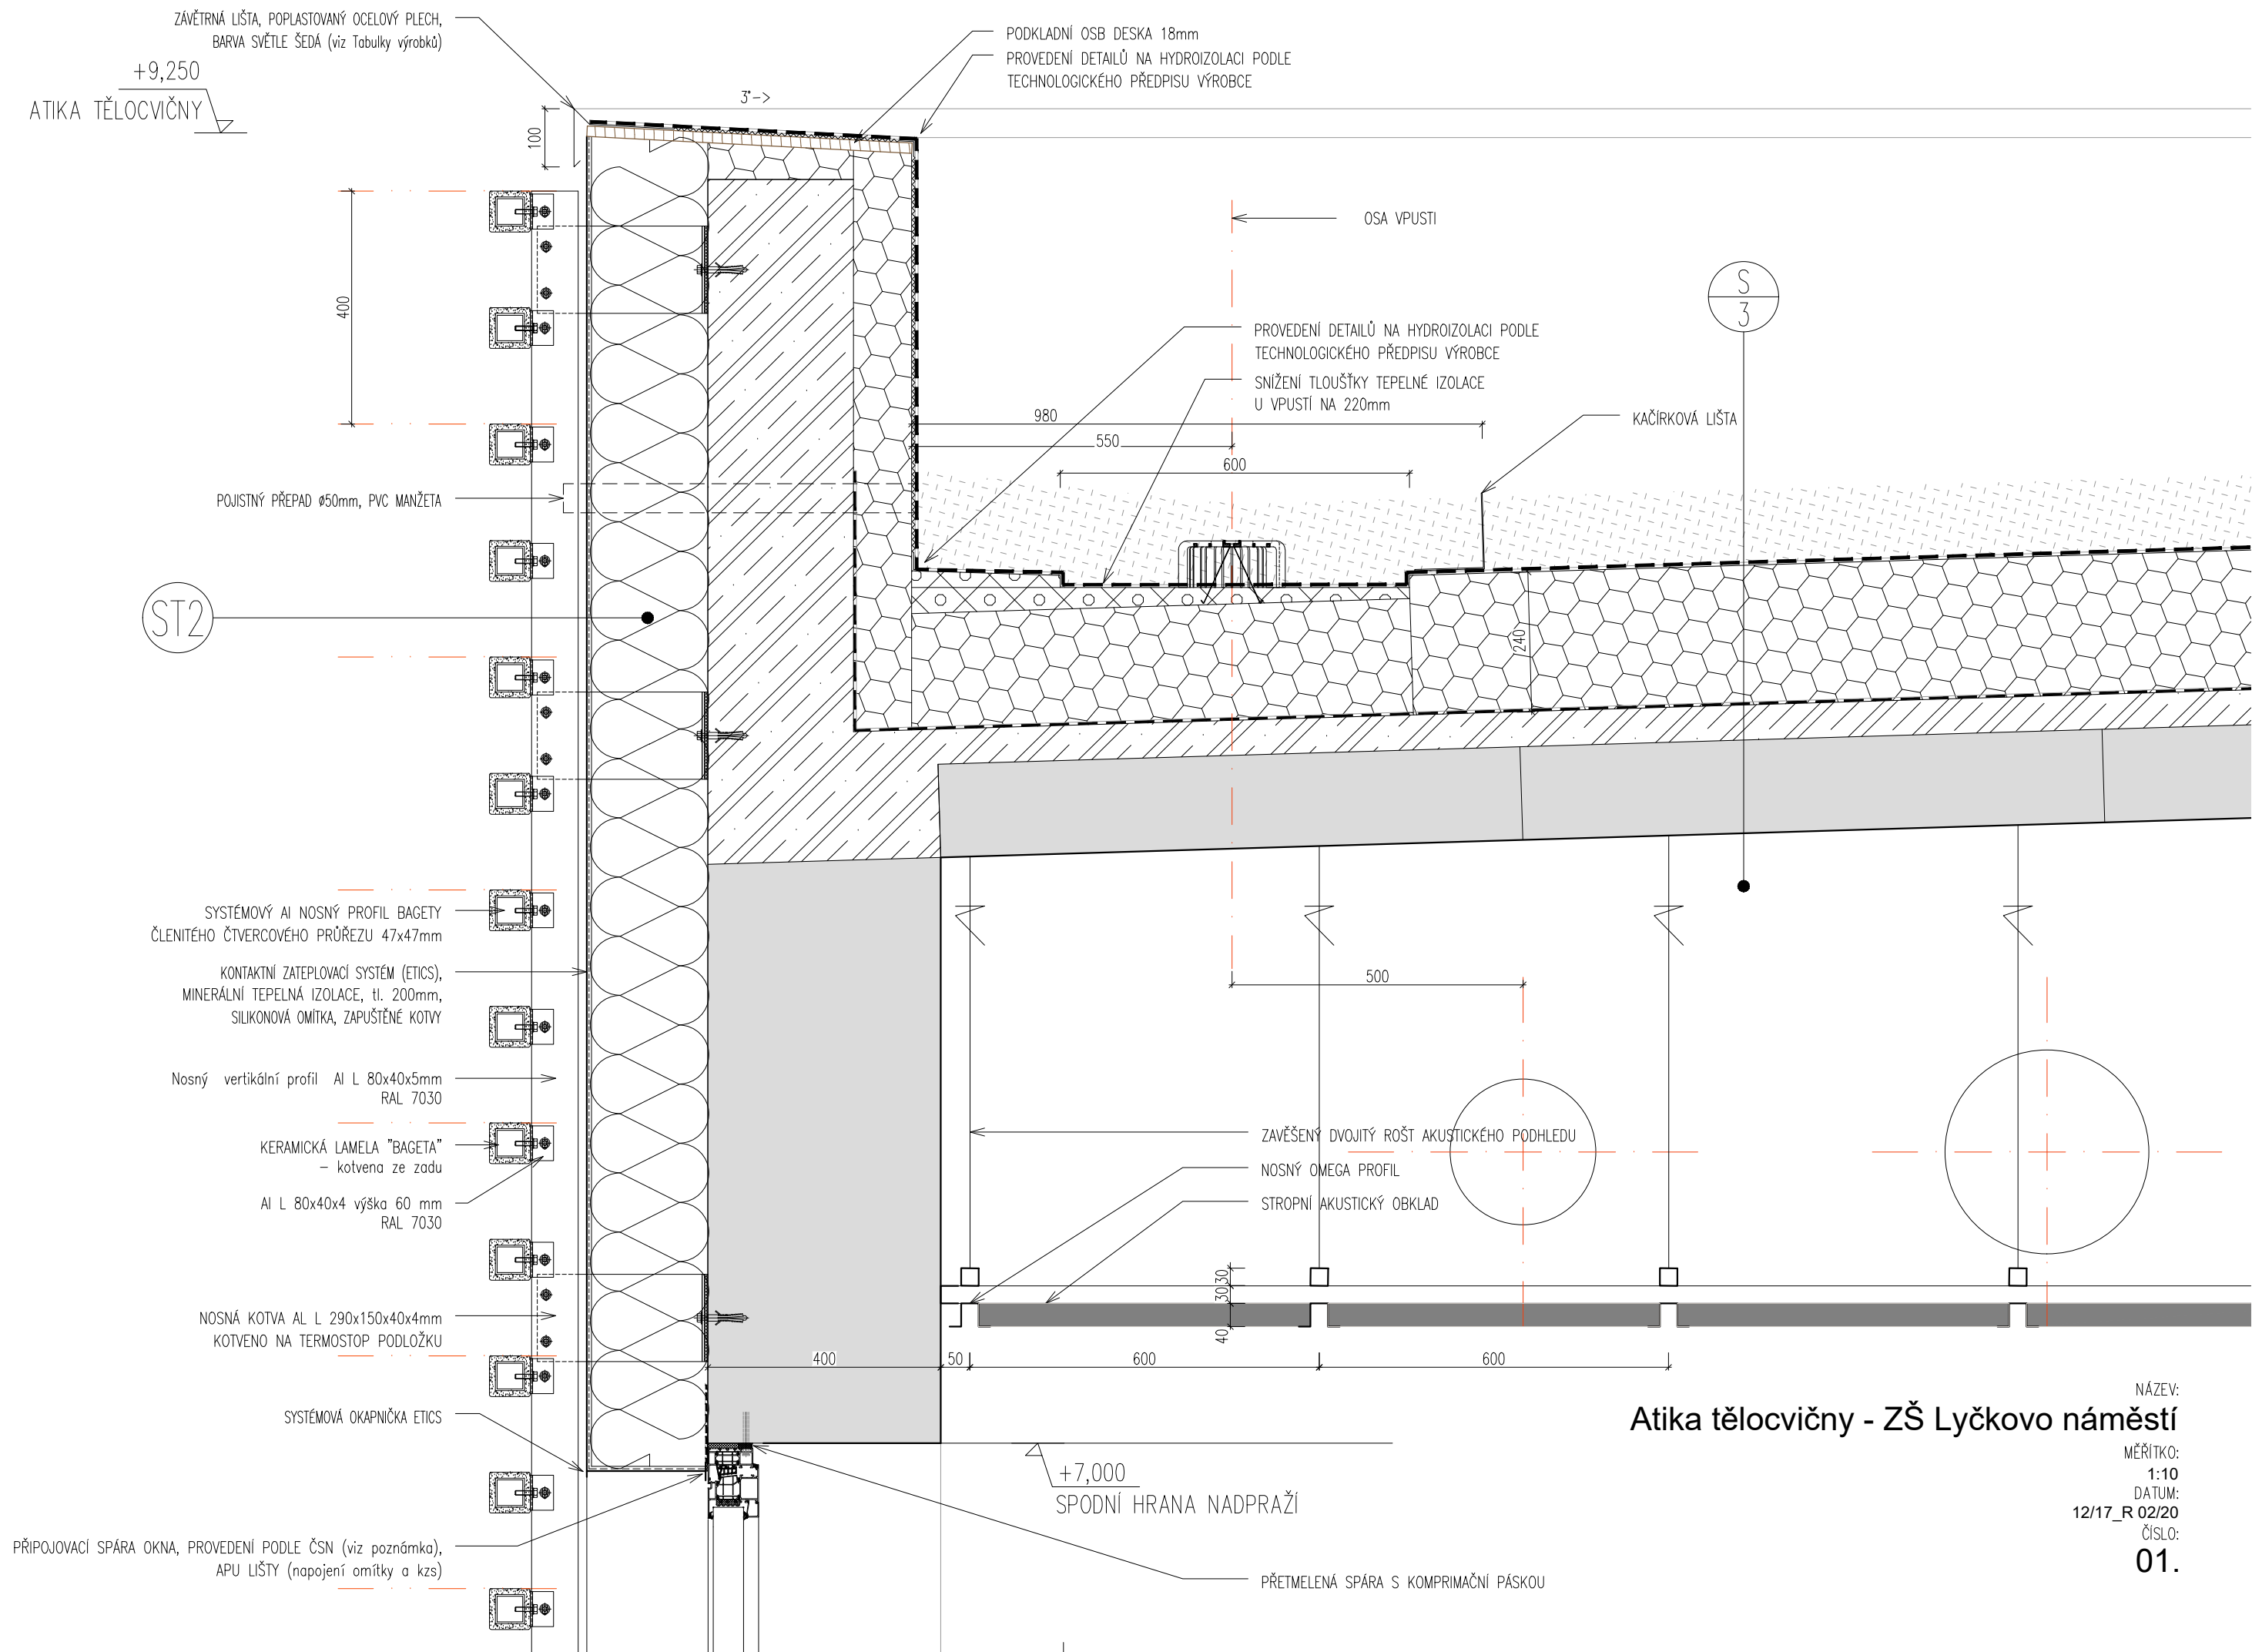 ZÁVĚTRNÁ LIŠTA, POPLASTOVANÝ OCELOVÝ PLECH,
BARVA SVĚTLE ŠEDÁ (viz Tabulky výrobků)
+9,250
ATIKA TĚLOCVIČNY
3°->
100
PODKLADNÍ OSB DESKA 18mm
PROVEDENÍ DETAILŮ NA HYDROIZOLACI PODLE
TECHNOLOGICKÉHO PŘEDPISU VÝROBCE
OSA VPUSTI
S
3
400
PROVEDENÍ DETAILŮ NA HYDROIZOLACI PODLE
TECHNOLOGICKÉHO PŘEDPISU VÝROBCE
SNÍŽENÍ TLOUŠŤKY TEPELNÉ IZOLACE
U VPUSTÍ NA 220mm
980
550
600
KAČÍRKOVÁ LIŠTA
POJISTNÝ PŘEPAD ø50mm, PVC MANŽETA
ST2
240
SYSTÉMOVÝ Al NOSNÝ PROFIL BAGETY
ČLENITÉHO ČTVERCOVÉHO PRŮŘEZU 47x47mm
KONTAKTNÍ ZATEPLOVACÍ SYSTÉM (ETICS),
MINERÁLNÍ TEPELNÁ IZOLACE, tl. 200mm,
SILIKONOVÁ OMÍTKA, ZAPUŠTĚNÉ KOTVY
500
Nosný vertikální profil Al L 80x40x5mm
RAL 7030
KERAMICKÁ LAMELA "BAGETA"
– kotvena ze zadu
Al L 80x40x4 výška 60 mm
RAL 7030
ZAVĚŠENÝ DVOJITÝ ROŠT AKUSTICKÉHO PODHLEDU
NOSNÝ OMEGA PROFIL
STROPNÍ AKUSTICKÝ OBKLAD
30
30
40
NOSNÁ KOTVA AL L 290x150x40x4mm
KOTVENO NA TERMOSTOP PODLOŽKU
400
50
600
600
SYSTÉMOVÁ OKAPNIČKA ETICS
+7,000
SPODNÍ HRANA NADPRAŽÍ
PŘIPOJOVACÍ SPÁRA OKNA, PROVEDENÍ PODLE ČSN (viz poznámka),
APU LIŠTY (napojení omítky a kzs)
PŘETMELENÁ SPÁRA S KOMPRIMAČNÍ PÁSKOU
NÁZEV:
Atika tělocvičny - ZŠ Lyčkovo náměstí
MĚŘÍTKO:
1:10
DATUM:
12/17_R 02/20
ČÍSLO:
01.